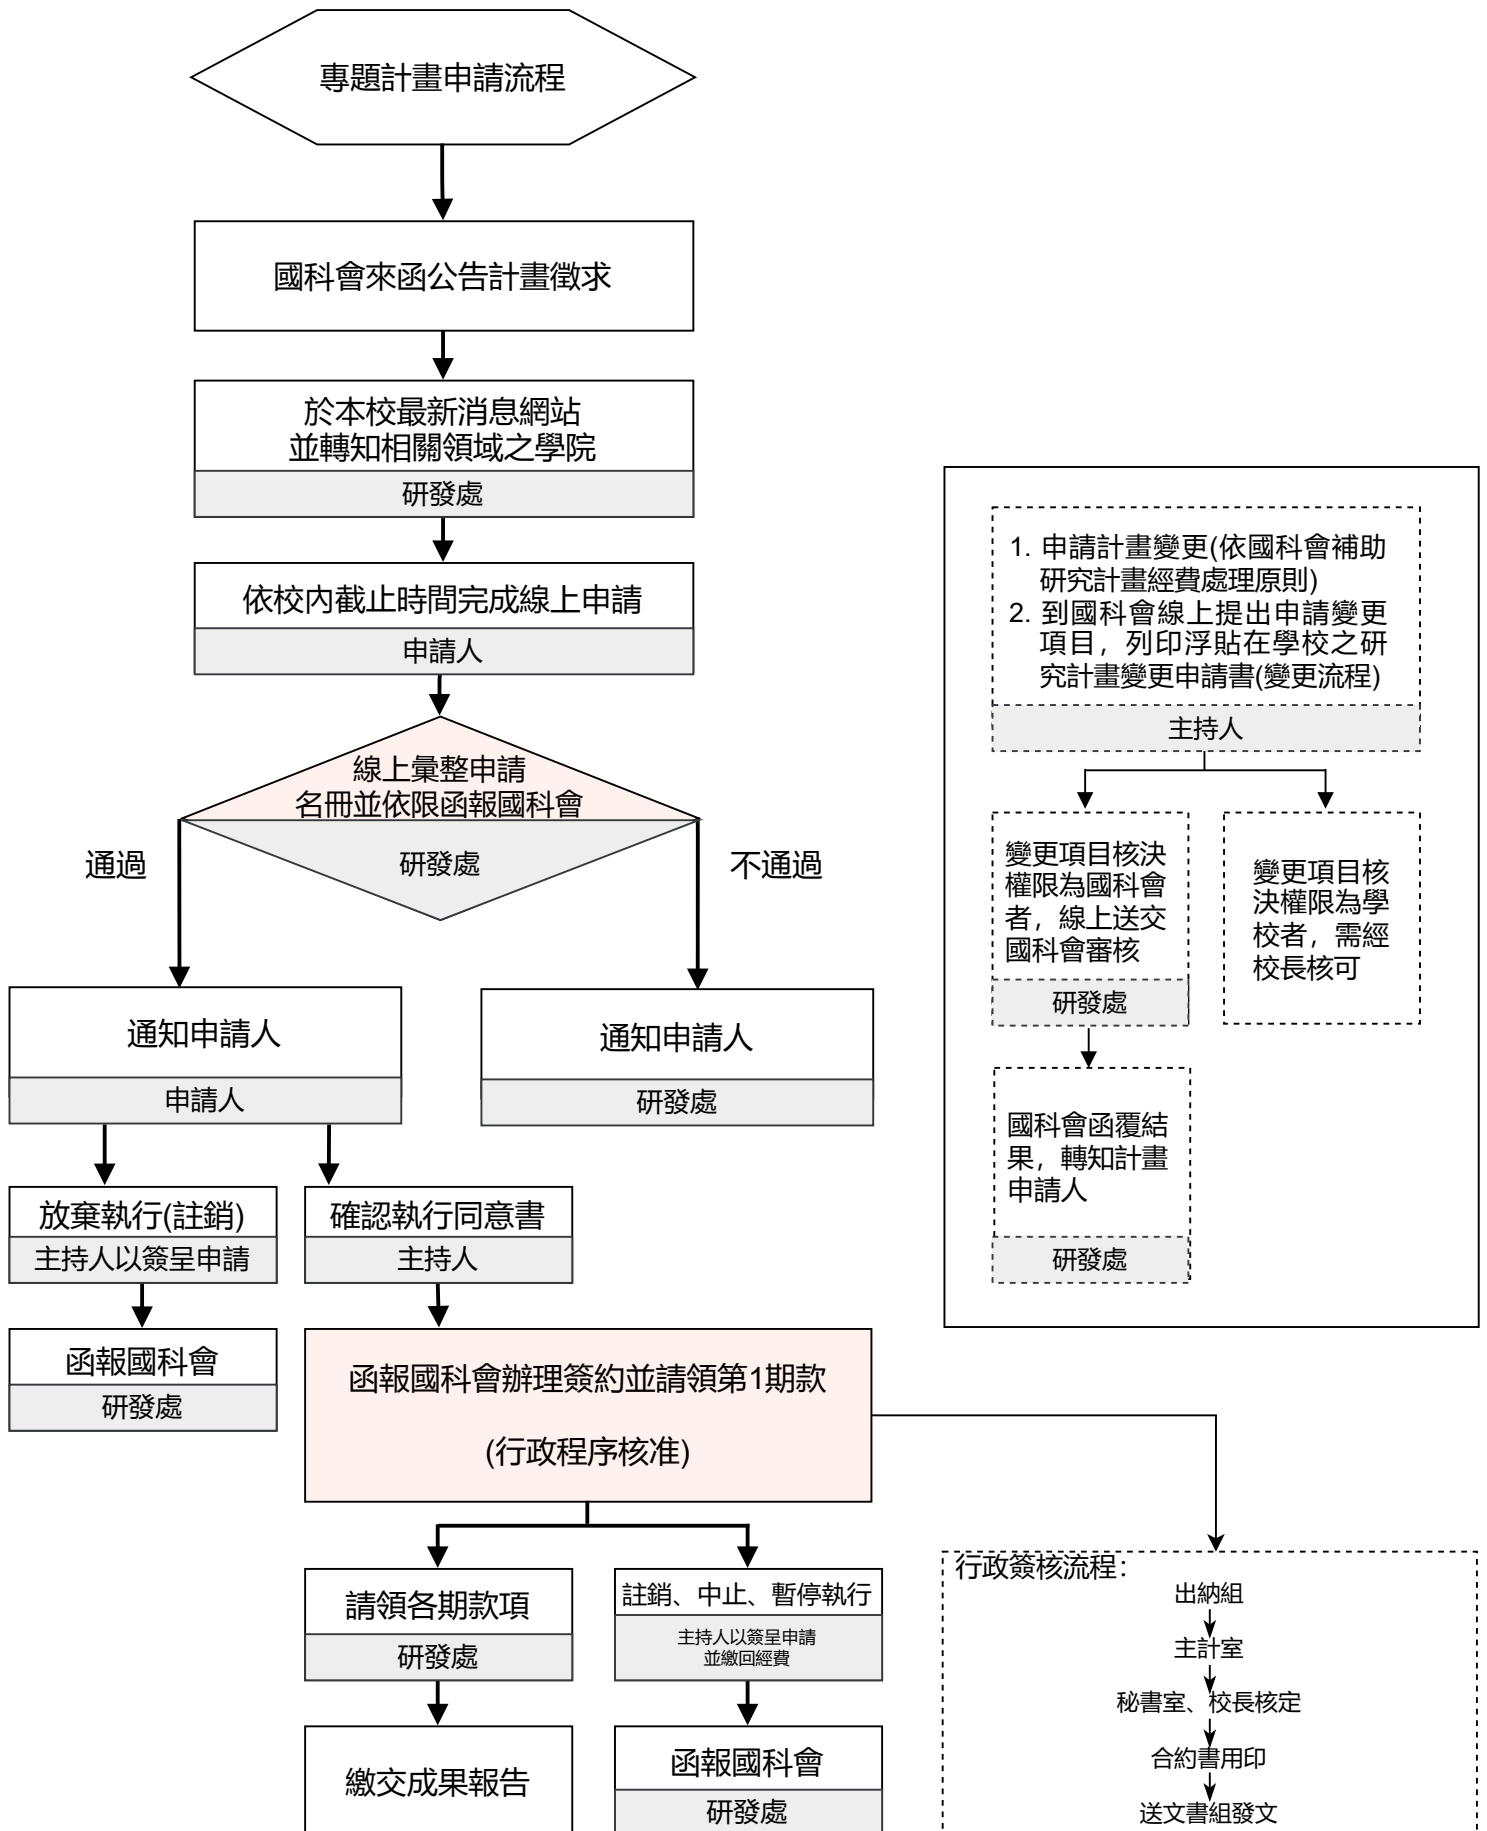 專題計畫申請流程
國科會來函公告計畫徵求
於本校最新消息網站
並轉知相關領域之學院
研發處
依校內截止時間完成線上申請
申請人
線上彙整申請
名冊並依限函報國科會
研發處
通過
不通過
通知申請人
申請人
通知申請人
研發處
放棄執行(註銷)
主持人以簽呈申請
確認執行同意書
主持人
函報國科會
研發處
函報國科會辦理簽約並請領第1期款
(行政程序核准)
請領各期款項
研發處
註銷、中止、暫停執行
主持人以簽呈申請
並繳回經費
繳交成果報告
函報國科會
研發處
1. 申請計畫變更(依國科會補助
研究計畫經費處理原則)
2. 到國科會線上提出申請變更
項目，列印浮貼在學校之研
究計畫變更申請書(變更流程)
主持人
變更項目核決
權限為國科會
者，線上送交
國科會審核
研發處
變更項目核
決權限為學
校者，需經
校長核可
國科會函覆結
果，轉知計畫
申請人
研發處
行政簽核流程：
出納組
主計室
秘書室、校長核定
合約書用印
送文書組發文